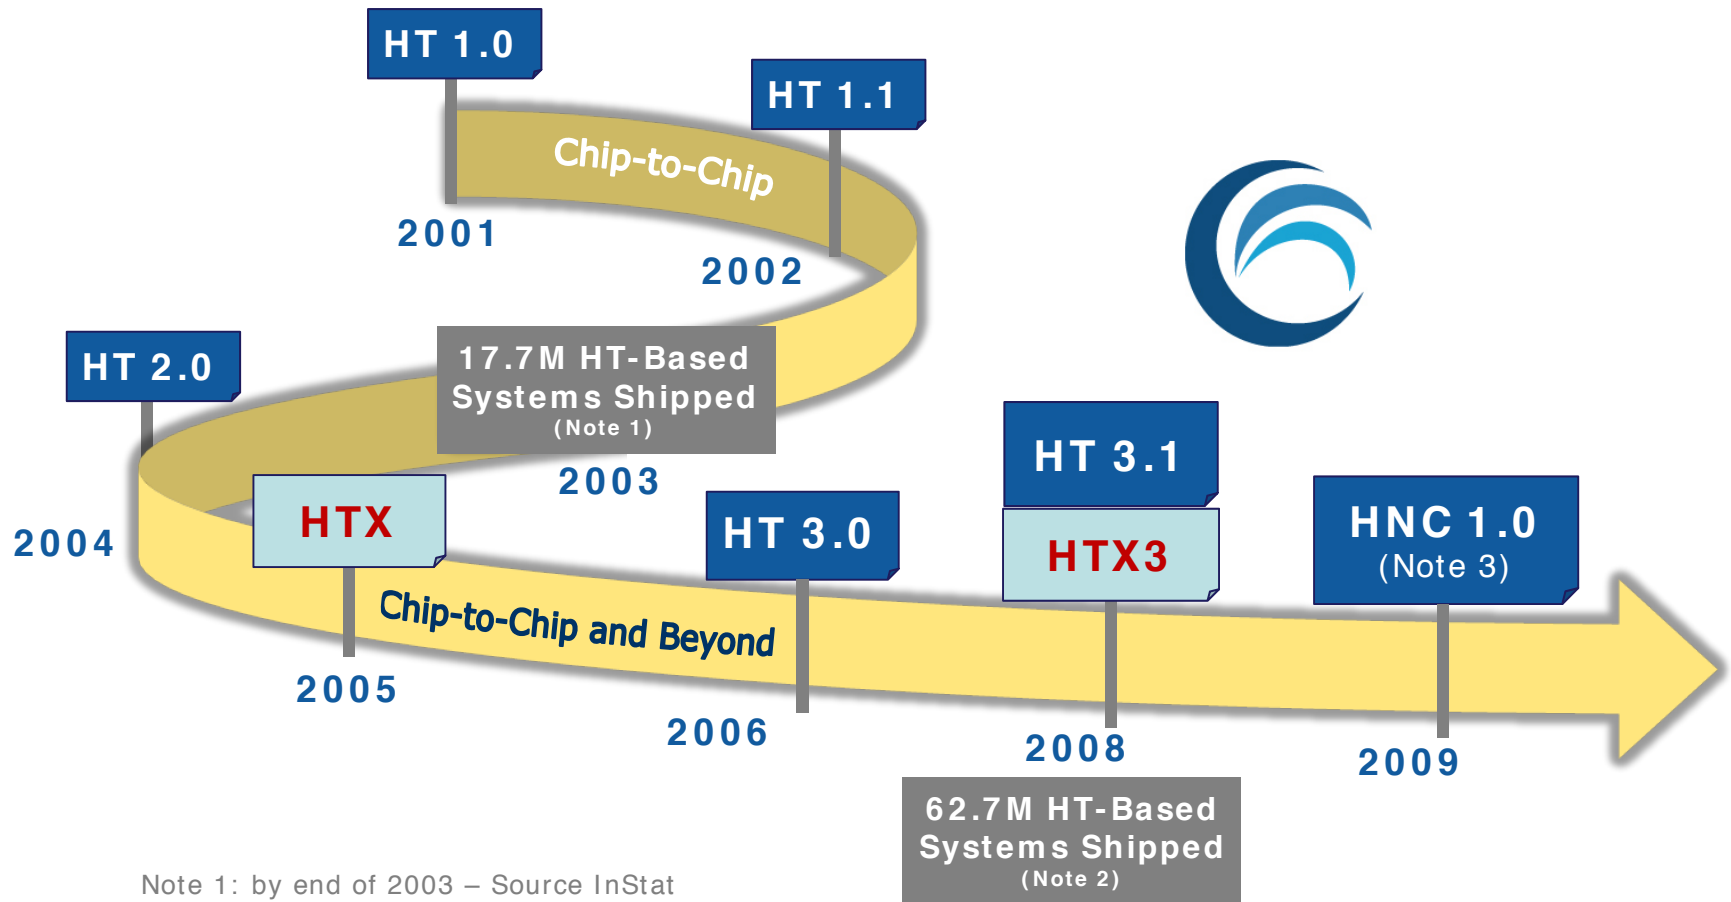 HT 1.0
HT 1.1
Chip-to-Chip
2001
2002
HT 2.0
17.7M HT-Based
Systems Shipped
(Note 1)
2003
2004
HTX
HT 3.0
HT 3.1
HTX3
HNC 1.0
(Note 3)
Chip-to-Chip and Beyond
2005
2006
2008
2009
62.7M HT-Based
Systems Shipped
(Note 2)
Note 1: by end of 2003 – Source InStat